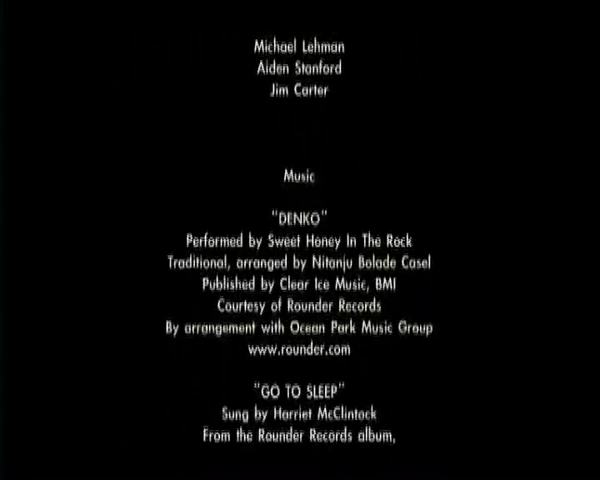 Michael Lehman
Aiden Stanford
Jim Carter
Music
"DENKO"
Performed by Sweet Honey In The Rock
Traditional, arranged by Nitanju Bolade Casel
Published by Clear Ice Music, BMI
Courtesy of Rounder Records
By arrangement with Ocean Park Music Group
www.rounder.com
"GO TO SLEEP"
Sung by Harriet McClintock
From the Rounder Records album,